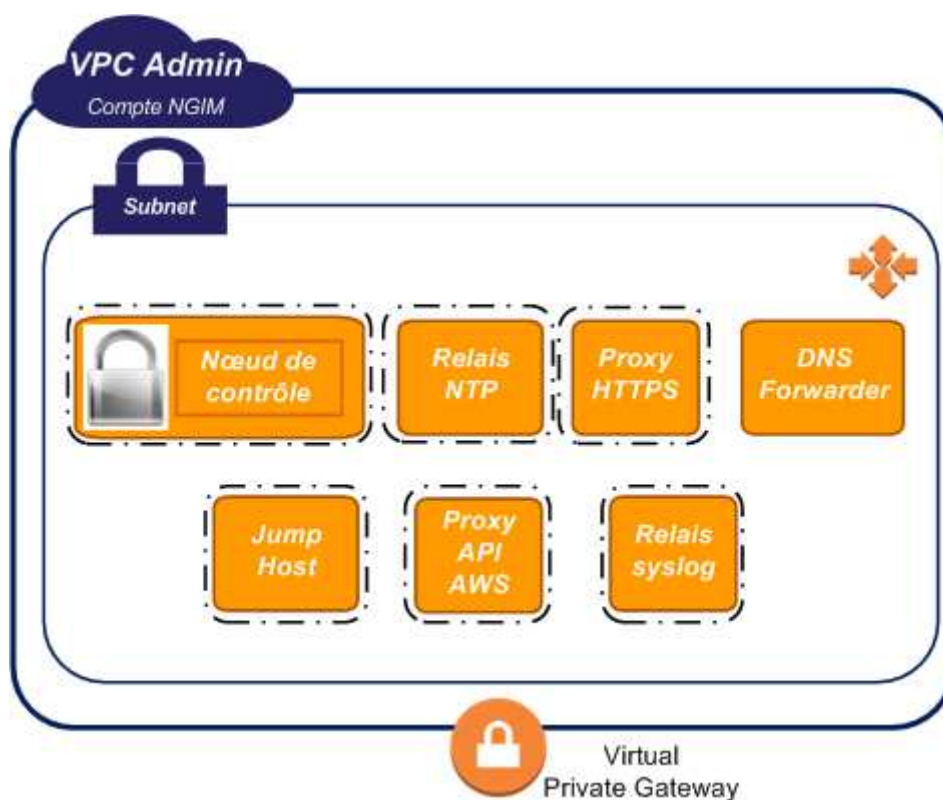 VPC Admin
Compte NGIM
Subnet
Nœud de
contrôle
Relais
NTP
Proxy
HTTPS
DNS
Forwarder
Jump
Host
Proxy
API
AWS
Relais
syslog
Virtual
Private Gateway